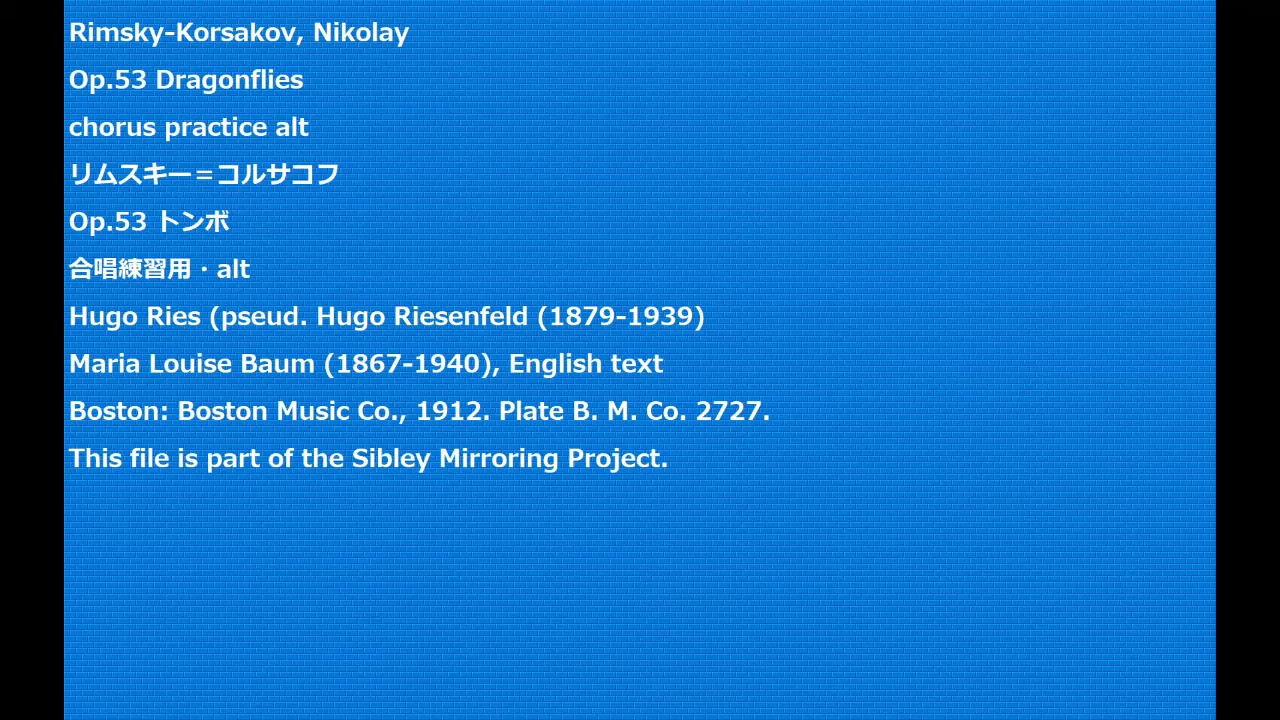 Rimsky-Korsakov, Nikolay
Op.53 Dragonflies
chorus practice alt
リムスキー＝コルサコフ
Op.53 トンボ
合唱練習用・alt
Hugo Ries (pseud. Hugo Riesenfeld (1879-1939)
Maria Louise Baum (1867-1940), English text
Boston: Boston Music Co., 1912. Plate B. M. Co. 2727.
This file is part of the Sibley Mirroring Project.